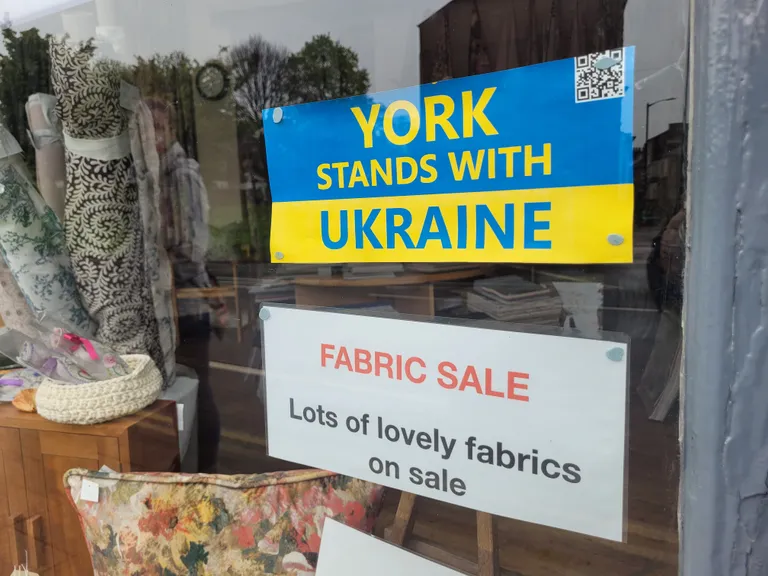 YORK
STANDS WITH
UKRAINE
FABRIC SALE
Lots of lovely fabrics
on sale